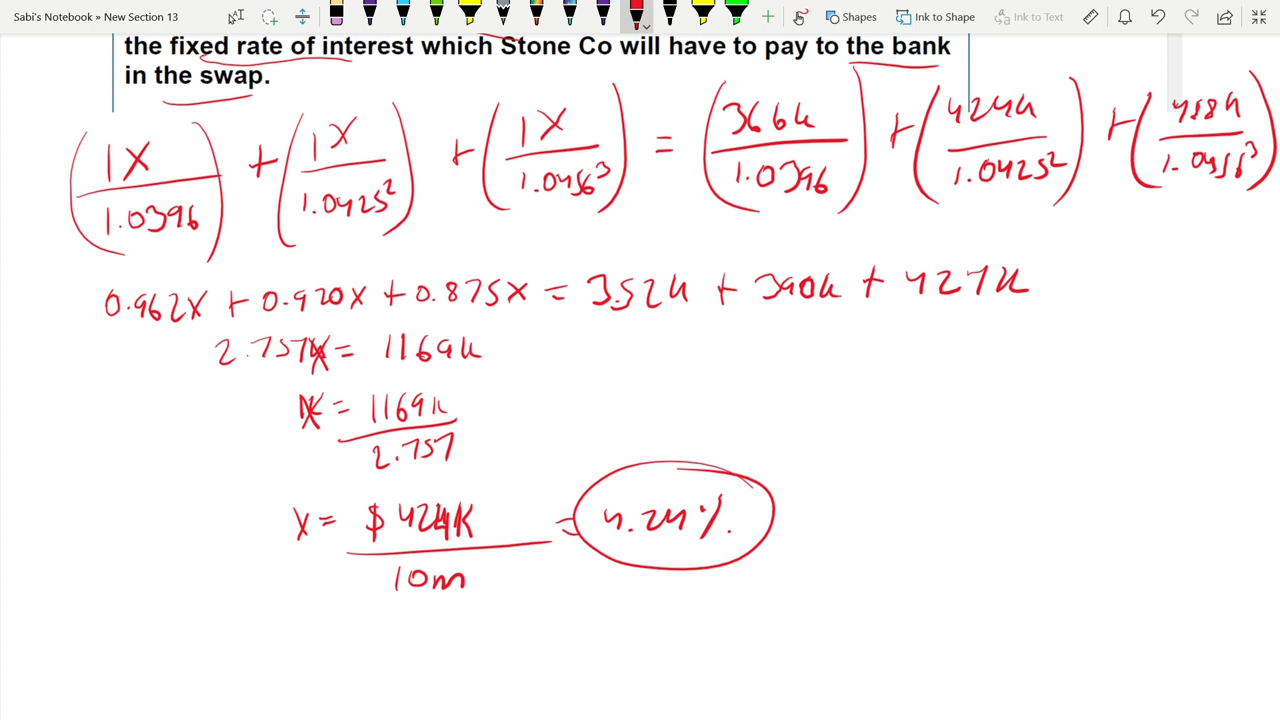 Sabi's Notebook » New Section 13
Shapes Ink to Shape Ink to Text
the fixed rate of interest which Stone Co will have to pay to the bank
in the swap.
(1X/1.0396) + (1X/1.0425²) + (1X/1.0456³) = (366k/1.0396) + (424k/1.0425²) + (488k/1.0456³)
0.962X + 0.920X + 0.875X = 352k + 390k + 427k
2.757X = 1169k
X = 1169k
2.757
X = $424K = 4.24%.
10m